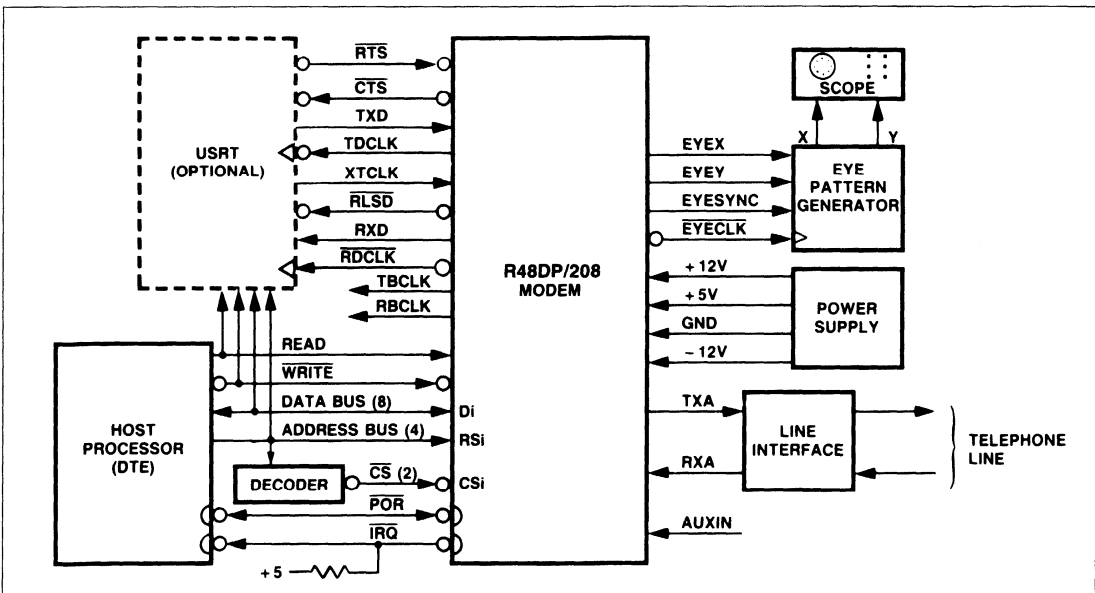 RTS
CTS
TXD
TDCLK
XTCLK
RLSD
RXD
RDCLK
TBCLK
RBCLK
USRT
(OPTIONAL)
READ
WRITE
DATA BUS (8)
ADDRESS BUS (4)
HOST
PROCESSOR
(DTE)
DECODER
CS (2)
POR
IRQ
+5
Di
RSi
CSi
R48DP/208
MODEM
SCOPE
X
Y
EYEX
EYEY
EYESYNC
EYECLK
EYE
PATTERN
GENERATOR
+12V
+5V
GND
-12V
POWER
SUPPLY
TXA
RXA
AUXIN
LINE
INTERFACE
TELEPHONE
LINE